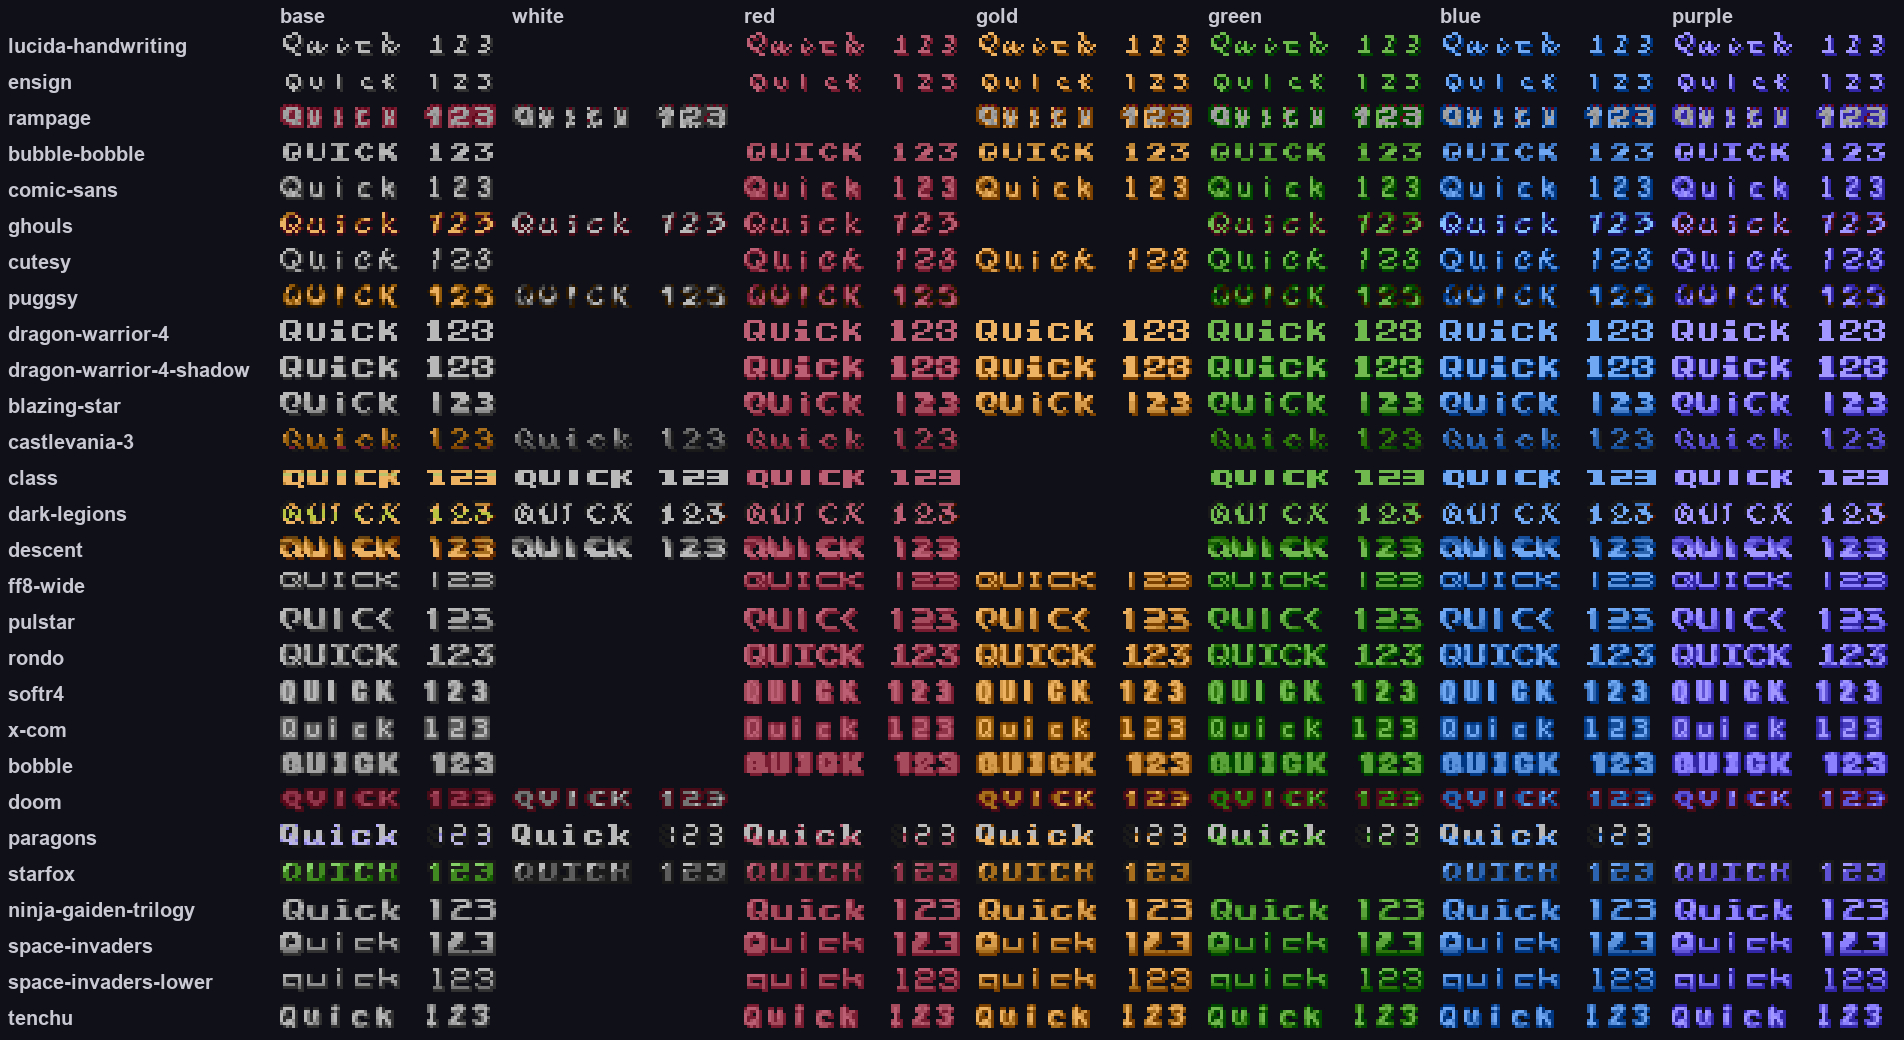 base white red gold green blue purple
lucida-handwriting Quick 123 Quick 123 Quick 123 Quick 123 Quick 123 Quick 123
ensign Quick 123 Quick 123 Quick 123 Quick 123 Quick 123 Quick 123
rampage Quick 123 Quick 123 Quick 123 Quick 123 Quick 123 Quick 123
bubble-bobble QUICK 123 QUICK 123 QUICK 123 QUICK 123 QUICK 123 QUICK 123
comic-sans Quick 123 Quick 123 Quick 123 Quick 123 Quick 123 Quick 123
ghouls Quick 123 Quick 123 Quick 123 Quick 123 Quick 123 Quick 123
cutesy Quick 123 Quick 123 Quick 123 Quick 123 Quick 123 Quick 123
puggsy QUICK 123 QUICK 123 QUICK 123 QUICK 123 QUICK 123 QUICK 123
dragon-warrior-4 Quick 123 Quick 123 Quick 123 Quick 123 Quick 123 Quick 123
dragon-warrior-4-shadow Quick 123 Quick 123 Quick 123 Quick 123 Quick 123 Quick 123
blazing-star QUiCK 123 QUiCK 123 QUiCK 123 QUiCK 123 QUiCK 123 QUiCK 123
castlevania-3 Quick 123 Quick 123 Quick 123 Quick 123 Quick 123 Quick 123
class QUICK 123 QUICK 123 QUICK 123 QUICK 123 QUICK 123 QUICK 123
dark-legions QUICK 123 QUICK 123 QUICK 123 QUICK 123 QUICK 123 QUICK 123
descent QUICK 123 QUICK 123 QUICK 123 QUICK 123 QUICK 123 QUICK 123
ff8-wide QUICK 123 QUICK 123 QUICK 123 QUICK 123 QUICK 123 QUICK 123
pulstar QUICK 123 QUICK 123 QUICK 123 QUICK 123 QUICK 123 QUICK 123
rondo QUICK 123 QUICK 123 QUICK 123 QUICK 123 QUICK 123 QUICK 123
softr4 QUICK 123 QUICK 123 QUICK 123 QUICK 123 QUICK 123 QUICK 123
x-com Quick 123 Quick 123 Quick 123 Quick 123 Quick 123 Quick 123
bobble QUICK 123 QUICK 123 QUICK 123 QUICK 123 QUICK 123 QUICK 123
doom QUICK 123 QUICK 123 QUICK 123 QUICK 123 QUICK 123 QUICK 123
paragons Quick 123 Quick 123 Quick 123 Quick 123 Quick 123 Quick 123
starfox QUICK 123 QUICK 123 QUICK 123 QUICK 123 QUICK 123 QUICK 123
ninja-gaiden-trilogy Quick 123 Quick 123 Quick 123 Quick 123 Quick 123 Quick 123
space-invaders Quick 123 Quick 123 Quick 123 Quick 123 Quick 123 Quick 123
space-invaders-lower quick 123 quick 123 quick 123 quick 123 quick 123 quick 123
tenchu Quick 123 Quick 123 Quick 123 Quick 123 Quick 123 Quick 123